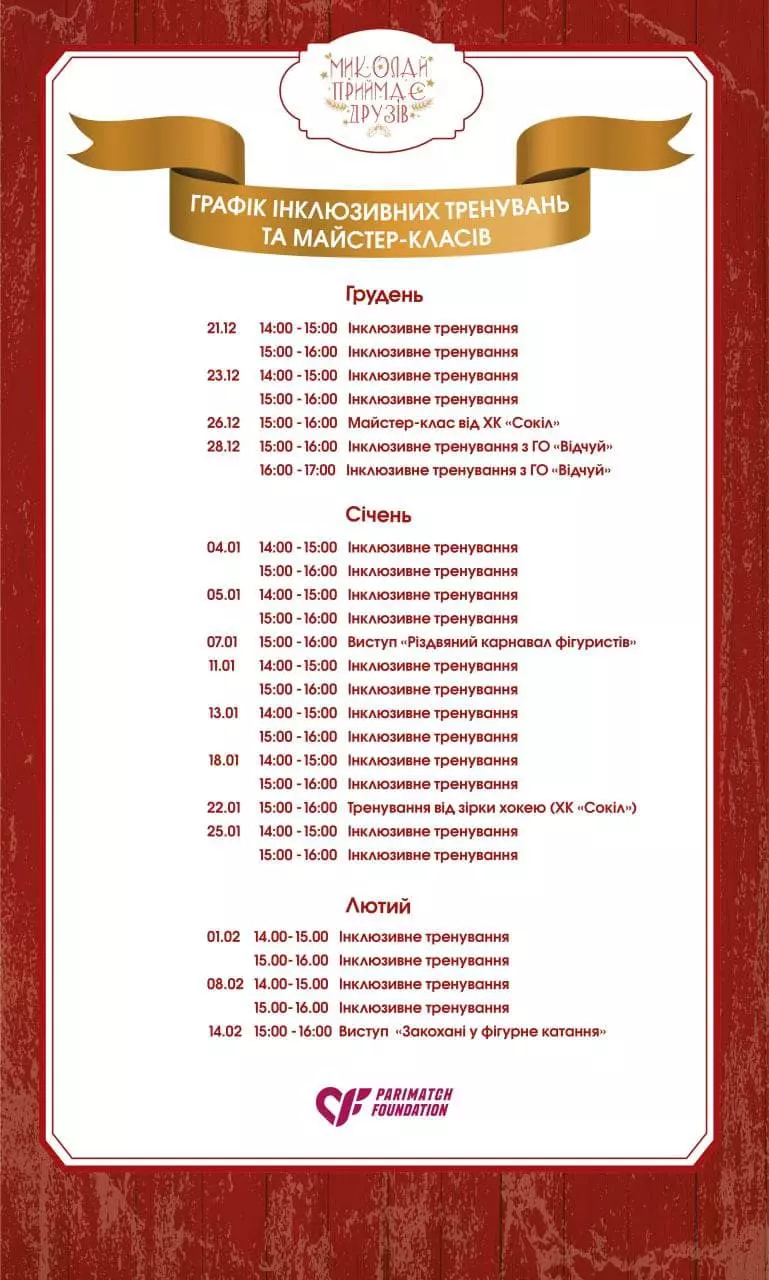 МИКОЛАЙ
ПРИЙМАЄ
ДРУЗІВ
ГРАФІК ІНКЛЮЗИВНИХ ТРЕНУВАНЬ
ТА МАЙСТЕР-КЛАСІВ
Грудень
21.12 14:00 - 15:00 Інклюзивне тренування
15:00 - 16:00 Інклюзивне тренування
23.12 14:00 - 15:00 Інклюзивне тренування
15:00 - 16:00 Інклюзивне тренування
26.12 15:00 - 16:00 Майстер-клас від ХК «Сокіл»
28.12 15:00 - 16:00 Інклюзивне тренування з ГО «Відчуй»
16:00 - 17:00 Інклюзивне тренування з ГО «Відчуй»
Січень
04.01 14:00 - 15:00 Інклюзивне тренування
15:00 - 16:00 Інклюзивне тренування
05.01 14:00 - 15:00 Інклюзивне тренування
15:00 - 16:00 Інклюзивне тренування
07.01 15:00 - 16:00 Виступ «Різдвяний карнавал фігуристів»
11.01 14:00 - 15:00 Інклюзивне тренування
15:00 - 16:00 Інклюзивне тренування
13.01 14:00 - 15:00 Інклюзивне тренування
15:00 - 16:00 Інклюзивне тренування
18.01 14:00 - 15:00 Інклюзивне тренування
15:00 - 16:00 Інклюзивне тренування
22.01 15:00 - 16:00 Тренування від зірки хокею (ХК «Сокіл»)
25.01 14:00 - 15:00 Інклюзивне тренування
15:00 - 16:00 Інклюзивне тренування
Лютий
01.02 14.00- 15.00 Інклюзивне тренування
15.00-16.00 Інклюзивне тренування
08.02 14.00-15.00 Інклюзивне тренування
15.00-16.00 Інклюзивне тренування
14.02 15:00 - 16:00 Виступ «Закохані у фігурне катання»
PARIMATCH
FOUNDATION